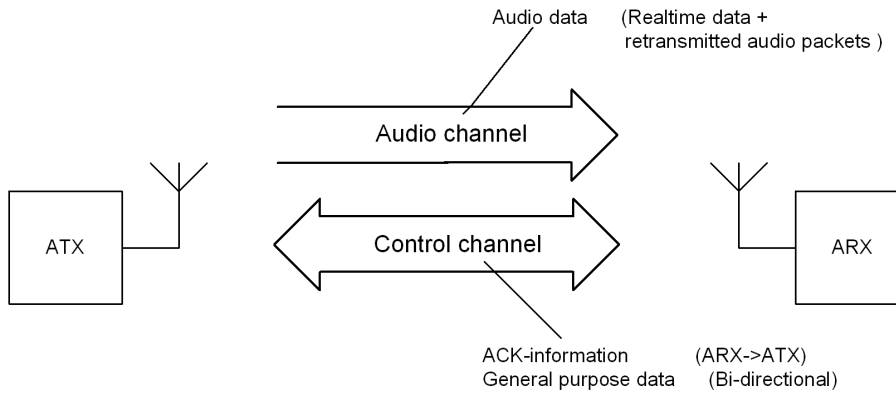 Audio data (Realtime data +
retransmitted audio packets )
Audio channel
ATX
Control channel
ARX
ACK-information (ARX->ATX)
General purpose data (Bi-directional)